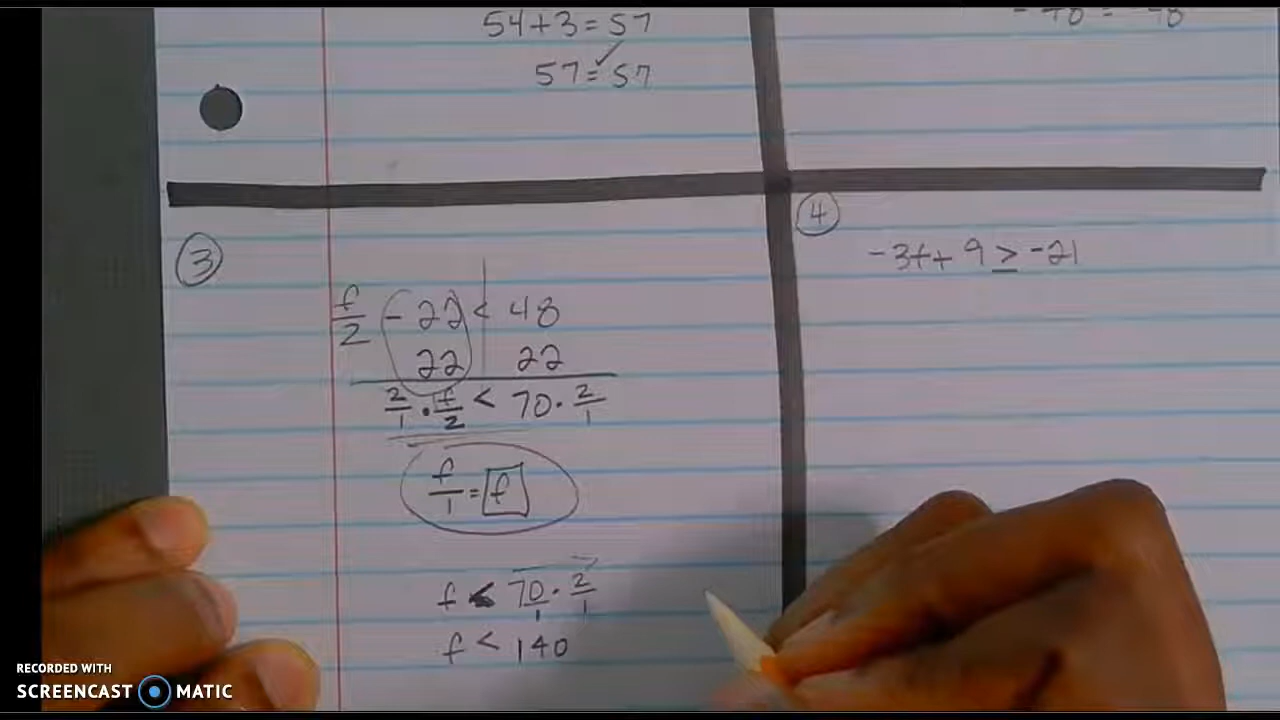 54+3=57
57=57
3
f/2 - 22 < 48
22 22
2/1 · f/2 < 70 · 2/1
f/1 = f
f < 70/1 · 2/1
f < 140
4
-3f+ 9 ≥ -21
RECORDED WITH
SCREENCAST MATIC